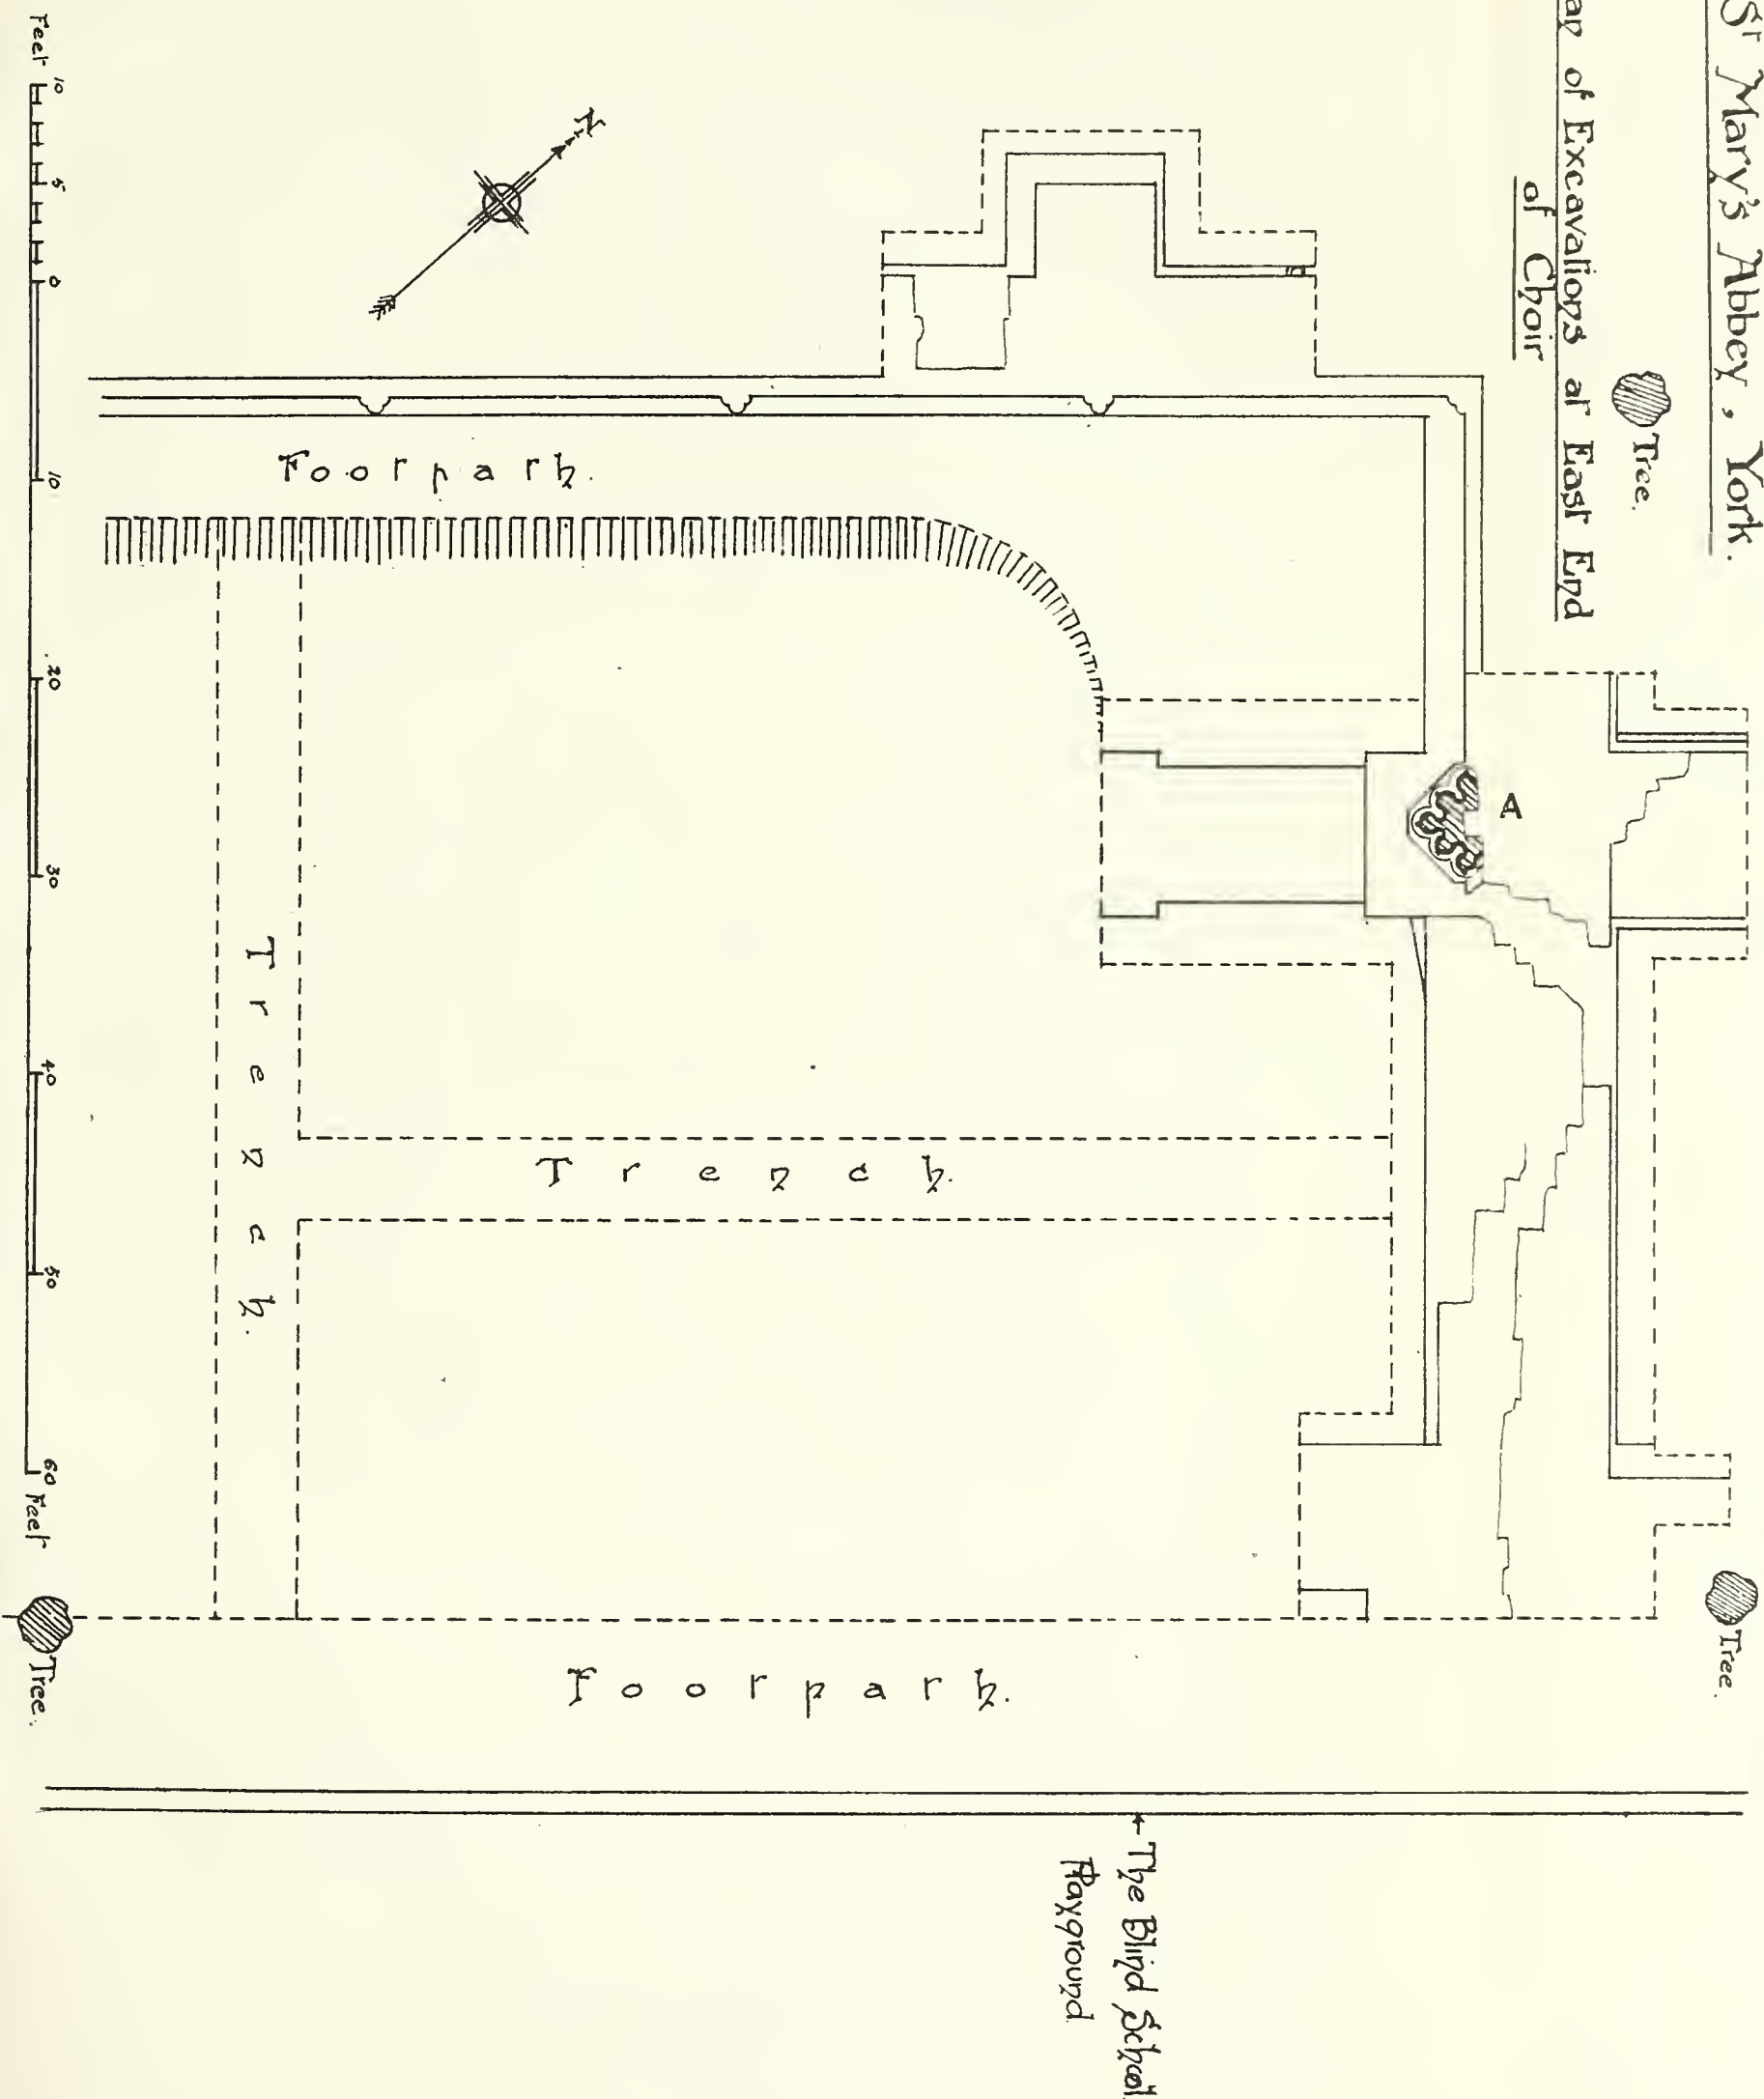 St Mary's Abbey, York.
of Excavations at East End
of Choir
Tree.
N
Footpath.
A
Trench.
Trench.
Footpath.
Tree.
Tree.
← The Blind School
Playground
Feet 10 5 0 10 20 30 40 50 60 Feet